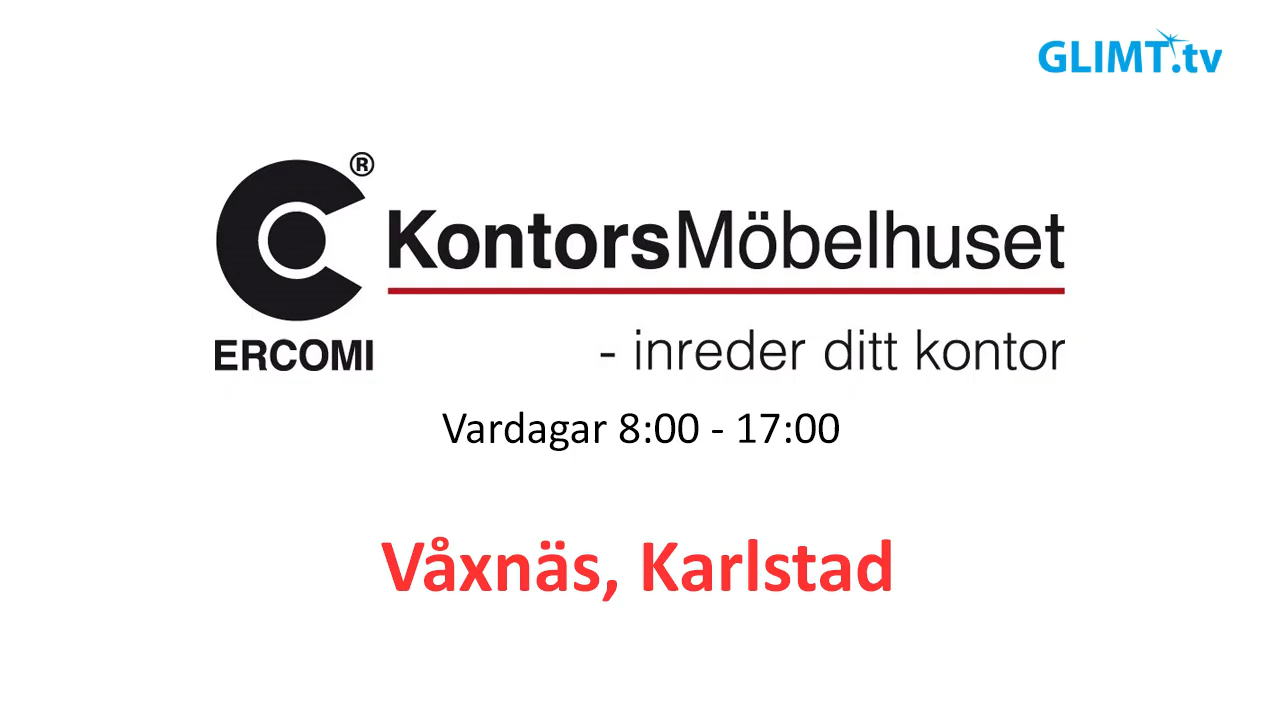 GLIMT.tv
®
KontorsMöbelhuset
ERCOMI
- inreder ditt kontor
Vardagar 8:00 - 17:00
Våxnäs, Karlstad